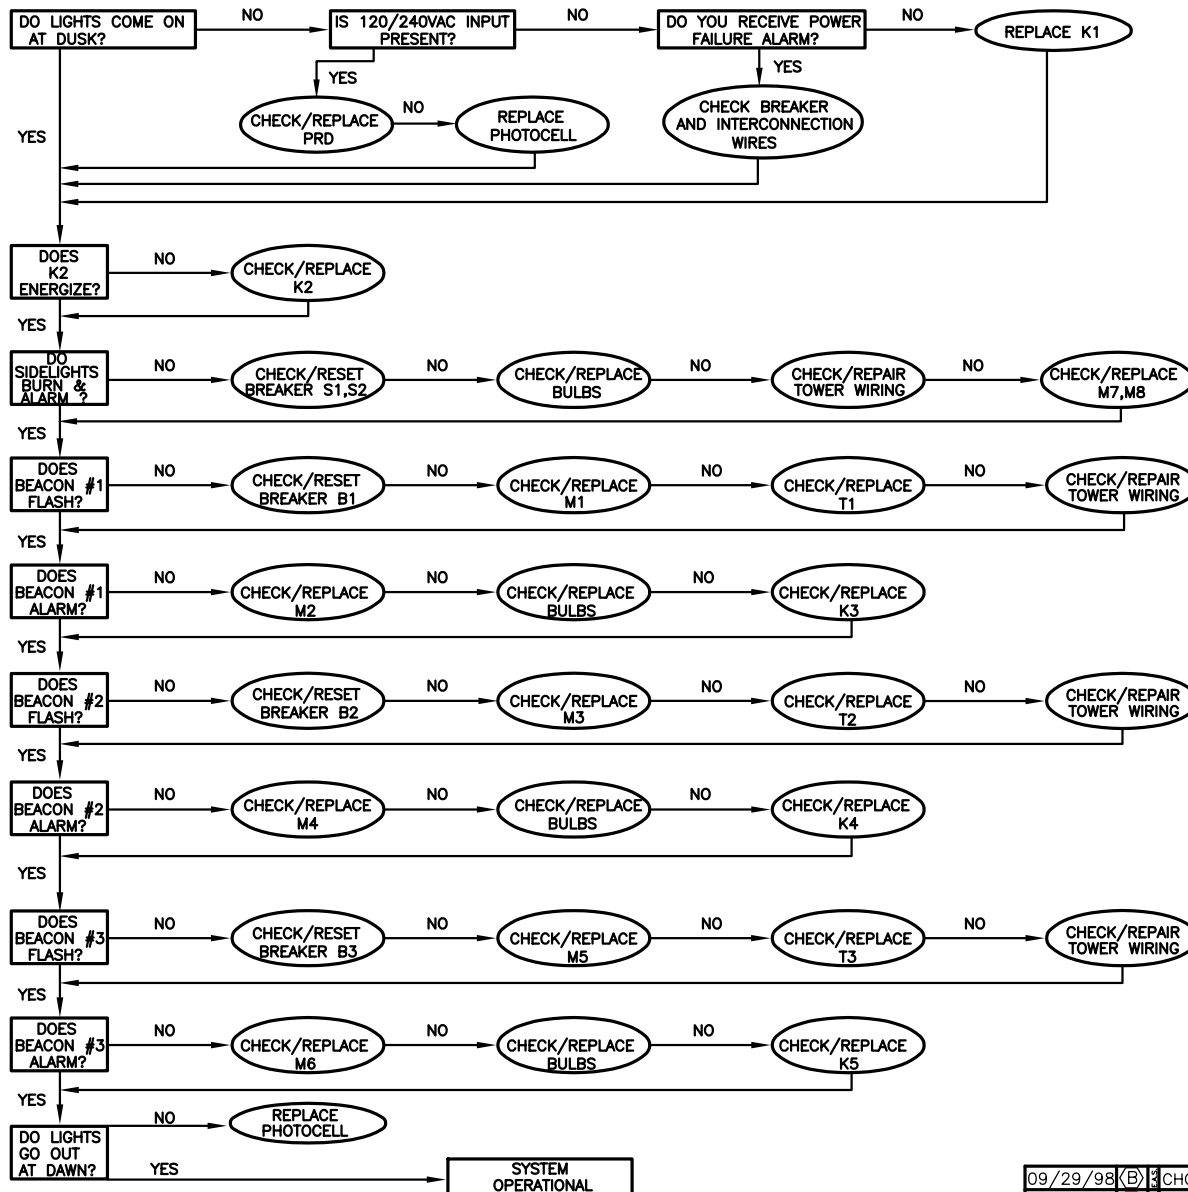 DO LIGHTS COME ON
AT DUSK?
NO
IS 120/240VAC INPUT
PRESENT?
NO
DO YOU RECEIVE POWER
FAILURE ALARM?
NO
REPLACE K1
YES
YES
YES
CHECK/REPLACE
PRD
NO
REPLACE
PHOTOCELL
CHECK BREAKER
AND INTERCONNECTION
WIRES
DOES
K2
ENERGIZE?
NO
CHECK/REPLACE
K2
YES
DO
SIDELIGHTS
BURN &
ALARM ?
NO
CHECK/RESET
BREAKER S1,S2
NO
CHECK/REPLACE
BULBS
NO
CHECK/REPAIR
TOWER WIRING
NO
CHECK/REPLACE
M7,M8
YES
DOES
BEACON #1
FLASH?
NO
CHECK/RESET
BREAKER B1
NO
CHECK/REPLACE
M1
NO
CHECK/REPLACE
T1
NO
CHECK/REPAIR
TOWER WIRING
YES
DOES
BEACON #1
ALARM?
NO
CHECK/REPLACE
M2
NO
CHECK/REPLACE
BULBS
NO
CHECK/REPLACE
K3
YES
DOES
BEACON #2
FLASH?
NO
CHECK/RESET
BREAKER B2
NO
CHECK/REPLACE
M3
NO
CHECK/REPLACE
T2
NO
CHECK/REPAIR
TOWER WIRING
YES
DOES
BEACON #2
ALARM?
NO
CHECK/REPLACE
M4
NO
CHECK/REPLACE
BULBS
NO
CHECK/REPLACE
K4
YES
DOES
BEACON #3
FLASH?
NO
CHECK/RESET
BREAKER B3
NO
CHECK/REPLACE
M5
NO
CHECK/REPLACE
T3
NO
CHECK/REPAIR
TOWER WIRING
YES
DOES
BEACON #3
ALARM?
NO
CHECK/REPLACE
M6
NO
CHECK/REPLACE
BULBS
NO
CHECK/REPLACE
K5
YES
DO LIGHTS
GO OUT
AT DAWN?
NO
REPLACE
PHOTOCELL
YES
SYSTEM
OPERATIONAL
09/29/98 B